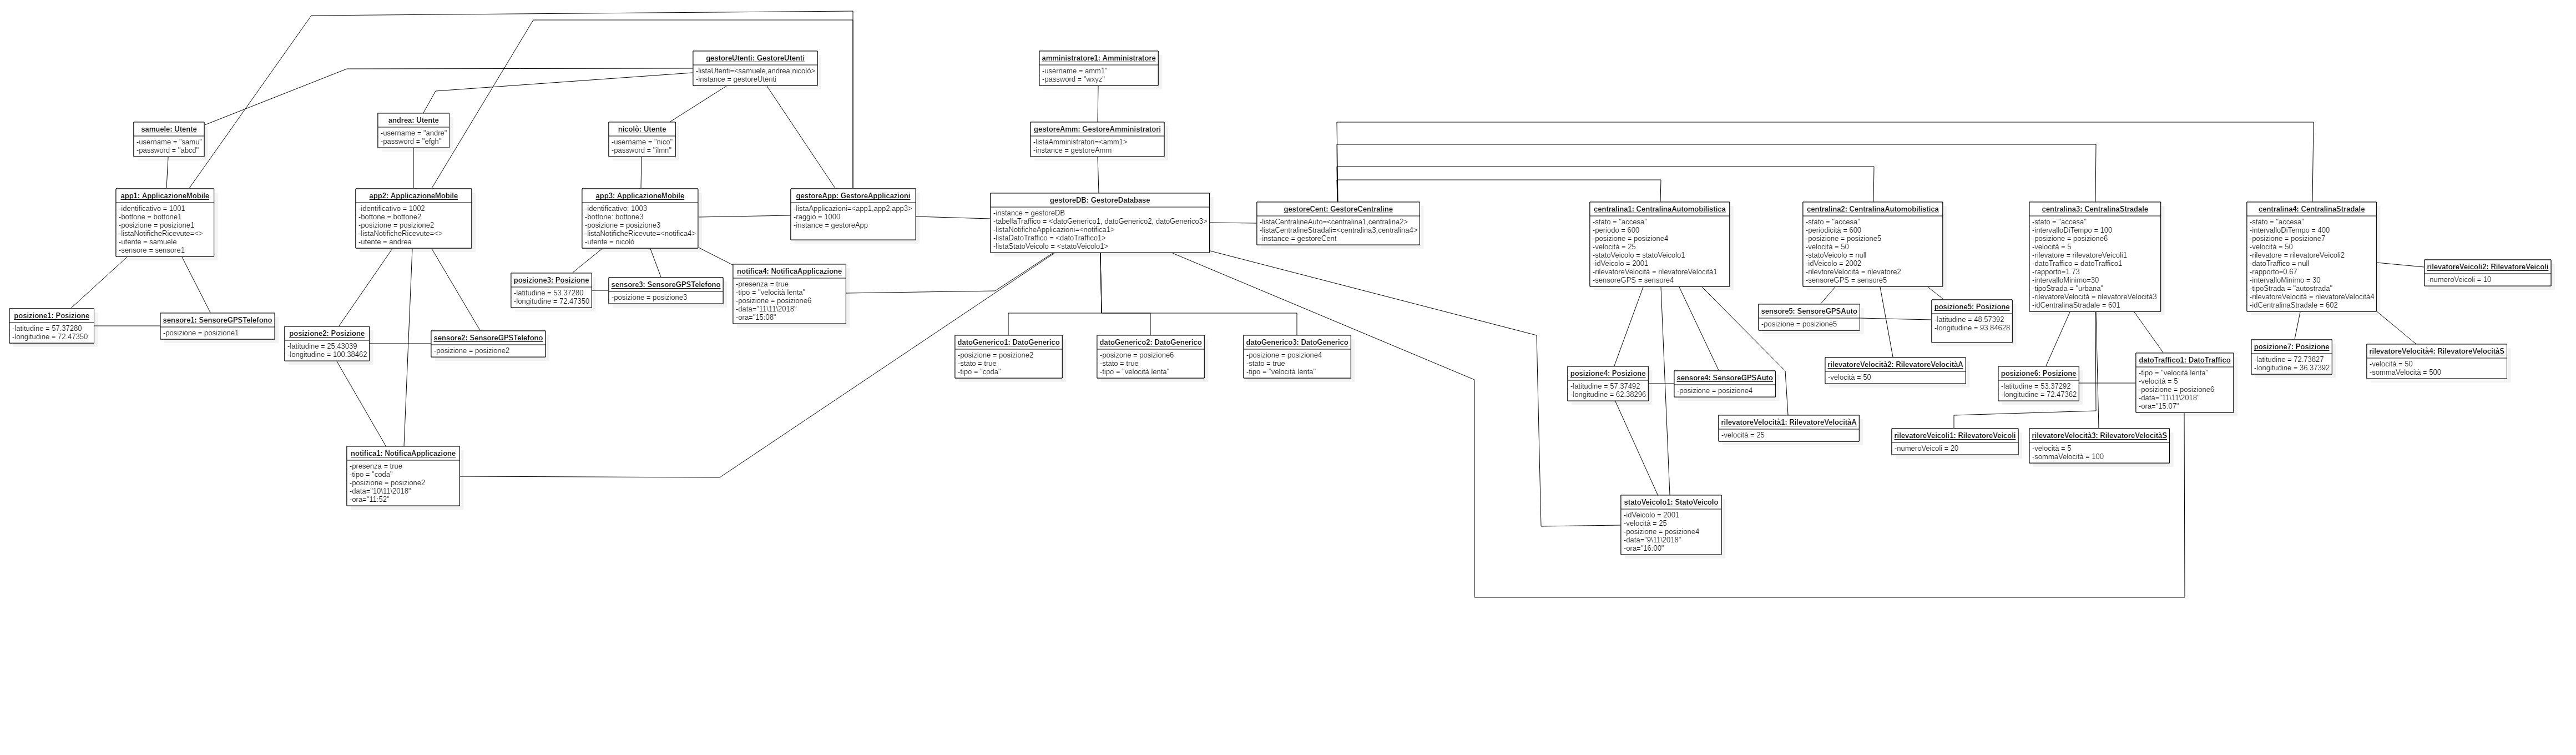 gestoreUtenti: GestoreUtenti
-listaUtenti=<samuele,andrea,nicolò>
-instance = gestoreUtenti
amministratore1: Amministratore
-username = amm1"
-password = "wxyz"
samuele: Utente
-username = "samu"
-password = "abcd"
andrea: Utente
-username = "andre"
-password = "efgh"
nicolò: Utente
-username = "nico"
-password = "ilmn"
gestoreAmm: GestoreAmministratori
-listaAmministratori=<amm1>
-instance = gestoreAmm
app1: ApplicazioneMobile
-identificativo = 1001
-bottone = bottone1
-posizione = posizione1
-listaNotificheRicevute=<>
-utente = samuele
-sensore = sensore1
app2: ApplicazioneMobile
-identificativo = 1002
-bottone = bottone2
-posizione = posizione2
-listaNotificheRicevute=<>
-utente = andrea
app3: ApplicazioneMobile
-identificativo: 1003
-bottone: bottone3
-posizione = posizione3
-listaNotificheRicevute=<notifica4>
-utente = nicolò
gestoreApp: GestoreApplicazioni
-listaApplicazioni=<app1,app2,app3>
-raggio = 1000
-instance = gestoreApp
gestoreDB: GestoreDatabase
-instance = gestoreDB
-tabellaTraffico = <datoGenerico1, datoGenerico2, datoGenerico3>
-listaNotificheApplicazioni=<notifica1>
-listaDatoTraffico = <datoTraffico1>
-listaStatoVeicolo = <statoVeicolo1>
gestoreCent: GestoreCentraline
-listaCentralineAuto=<centralina1,centralina2>
-listaCentralineStradali=<centralina3,centralina4>
-instance = gestoreCent
centralina1: CentralinaAutomobilistica
-stato = "accesa"
-periodo = 600
-posizione = posizione4
-velocità = 25
-statoVeicolo = statoVeicolo1
-idVeicolo = 2001
-rilevatoreVelocità = rilevatoreVelocità1
-sensoreGPS = sensore4
centralina2: CentralinaAutomobilistica
-stato = "accesa"
-periodicità = 600
-posizione = posizione5
-velocità = 50
-statoVeicolo = null
-idVeicolo = 2002
-rilevtoreVelocità = rilevatore2
-sensoreGPS = sensore5
centralina3: CentralinaStradale
-stato = "accesa"
-intervalloDiTempo = 100
-posizione = posizione6
-velocità = 5
-rilevatore = rilevatoreVeicoli1
-datoTraffico = datoTraffico1
-rapporto=1.73
-intervalloMinimo=30
-tipoStrada = "urbana"
-rilevatoreVelocità = rilevatoreVelocità3
-idCentralinaStradale = 601
centralina4: CentralinaStradale
-stato = "accesa"
-intervalloDiTempo = 400
-posizione = posizione7
-velocità = 50
-rilevatore = rilevatoreVeicoli2
-datoTraffico = null
-rapporto=0.67
-intervalloMinimo = 30
-tipoStrada = "autostrada"
-rilevatoreVelocità = rilevatoreVelocità4
-idCentralinaStradale = 602
rilevatoreVeicoli2: RilevatoreVeicoli
-numeroVeicoli = 10
posizione3: Posizione
-latitudine = 53.37280
-longitudine = 72.47350
sensore3: SensoreGPSTelefono
-posizione = posizione3
notifica4: NotificaApplicazione
-presenza = true
-tipo = "velocità lenta"
-posizione = posizione6
-data="11\11\2018"
-ora="15:08"
posizione1: Posizione
-latitudine = 57.37280
-longitudine = 72.47350
sensore1: SensoreGPSTelefono
-posizione = posizione1
posizione2: Posizione
-latitudine = 25.43039
-longitudine = 100.38462
sensore2: SensoreGPSTelefono
-posizione = posizione2
datoGenerico1: DatoGenerico
-posizione = posizione2
-stato = true
-tipo = "coda"
datoGenerico2: DatoGenerico
-posizone = posizione6
-stato = true
-tipo = "velocità lenta"
datoGenerico3: DatoGenerico
-posizione = posizione4
-stato = true
-tipo = "velocità lenta"
sensore5: SensoreGPSAuto
-posizione = posizione5
posizione5: Posizione
-latitudine = 48.57392
-longitudine = 93.84628
posizione4: Posizione
-latitudine = 57.37492
-longitudine = 62.38296
sensore4: SensoreGPSAuto
-posizione = posizione4
rilevatoreVelocità2: RilevatoreVelocitàA
-velocità = 50
posizione6: Posizione
-latitudine = 53.37292
-longitudine = 72.47362
datoTraffico1: DatoTraffico
-tipo = "velocità lenta"
-velocità = 5
-posizione = posizione6
-data="11\11\2018"
-ora="15:07"
posizione7: Posizione
-latitudine = 72.73827
-longitudine = 36.37392
rilevatoreVelocità4: RilevatoreVelocitàS
-velocità = 50
-sommaVelocità = 500
rilevatoreVelocità1: RilevatoreVelocitàA
-velocità = 25
rilevatoreVeicoli1: RilevatoreVeicoli
-numeroVeicoli = 20
rilevatoreVelocità3: RilevatoreVelocitàS
-velocità = 5
-sommaVelocità = 100
notifica1: NotificaApplicazione
-presenza = true
-tipo = "coda"
-posizione = posizione2
-data="10\11\2018"
-ora="11:52"
statoVeicolo1: StatoVeicolo
-idVeicolo = 2001
-velocità = 25
-posizione = posizione4
-data="9\11\2018"
-ora="16:00"